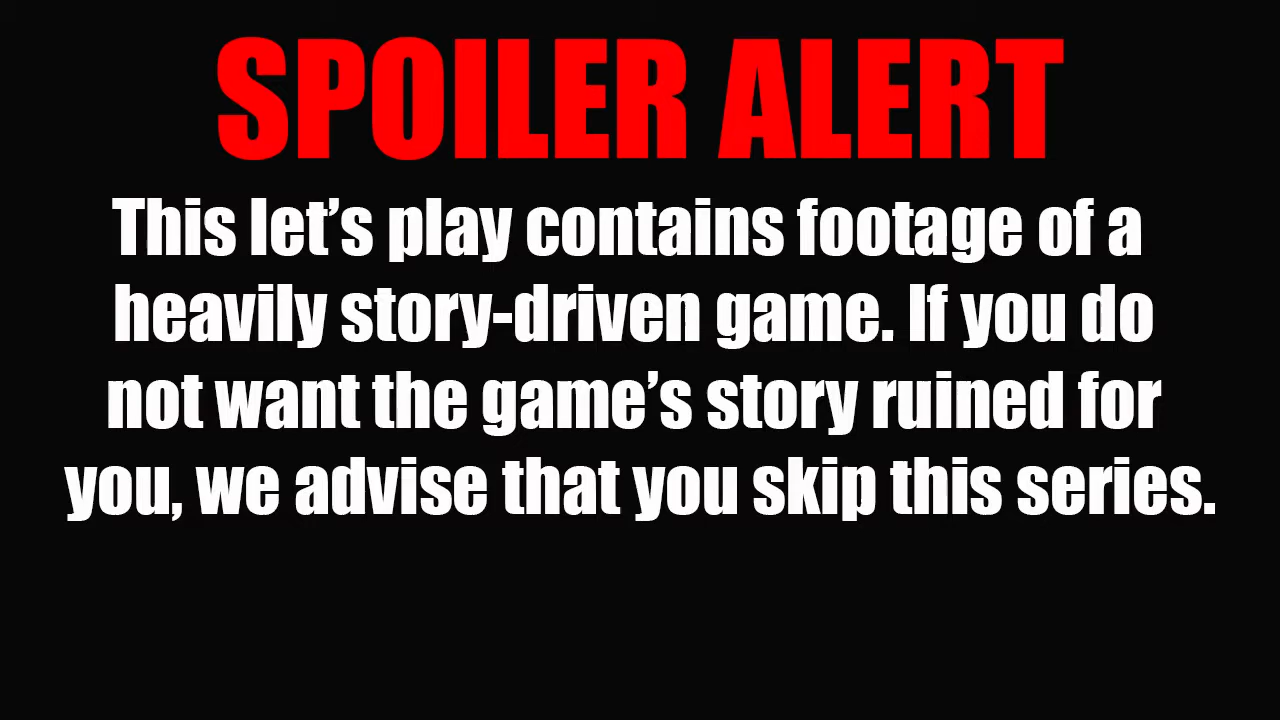 SPOILER ALERT
This let’s play contains footage of a
heavily story-driven game. If you do
not want the game’s story ruined for
you, we advise that you skip this series.